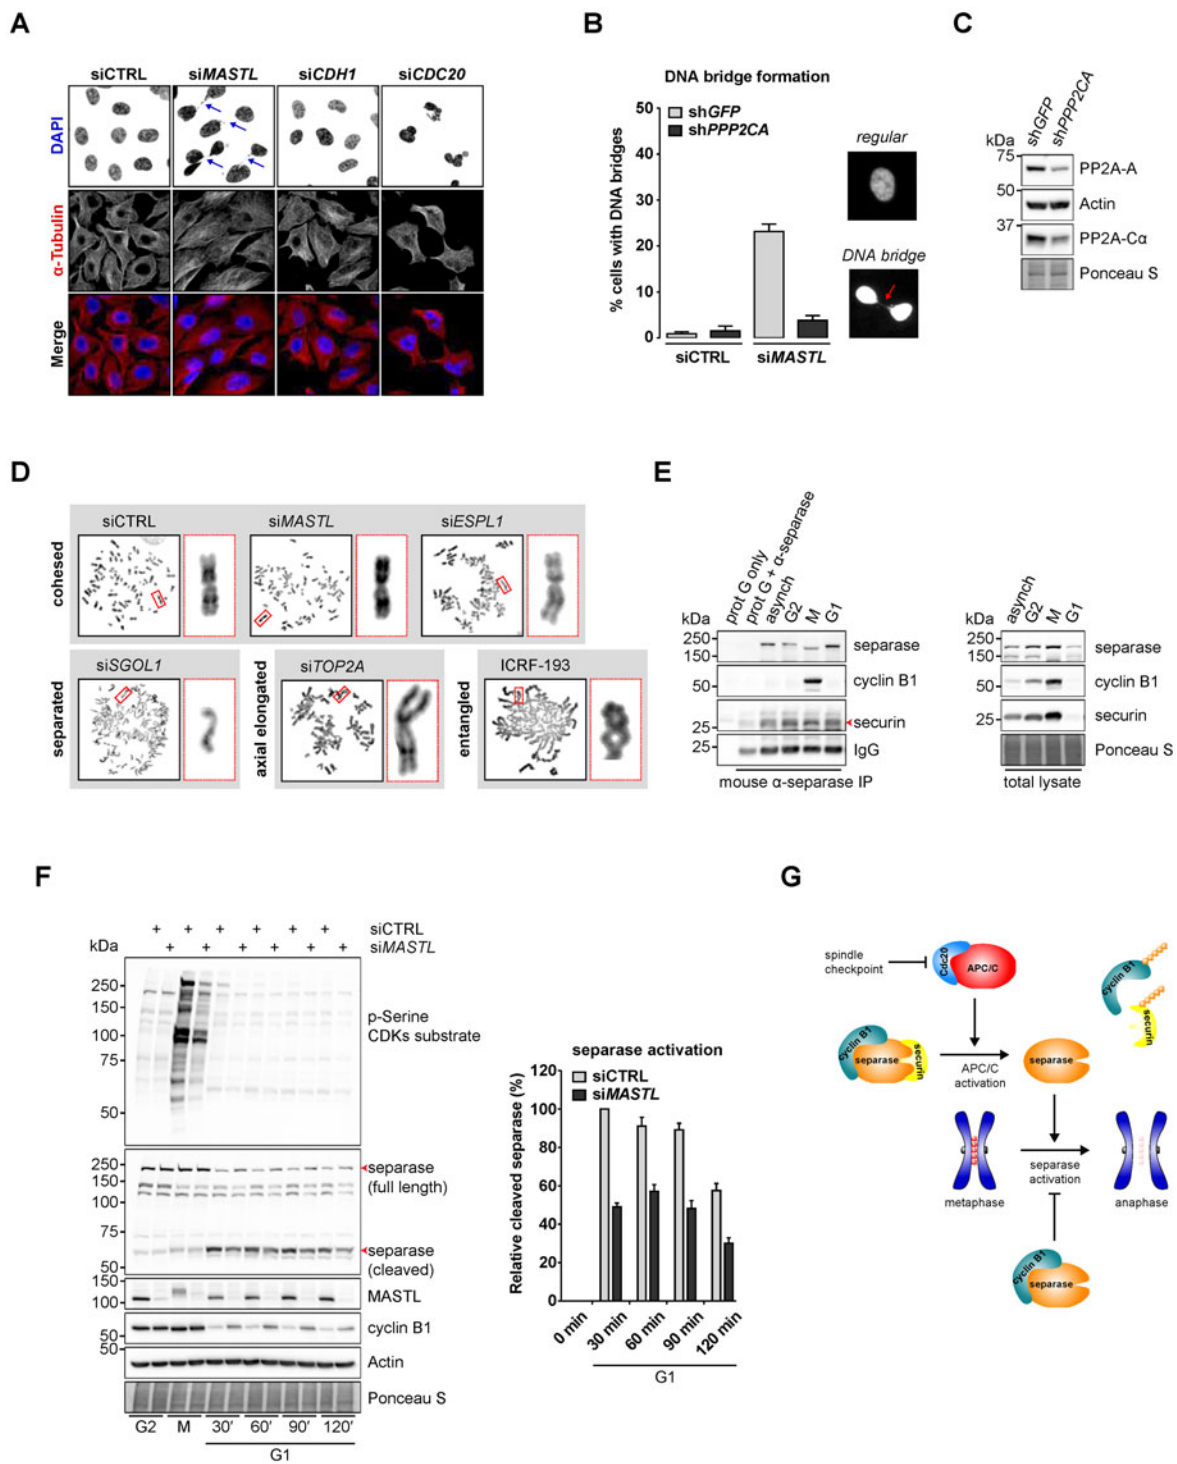 A
siCTRL
siMASTL
siCDH1
siCDC20
DAPI
α-Tubulin
Merge
B
DNA bridge formation
% cells with DNA bridges
50
40
30
20
10
0
shGFP
shPPP2CA
siCTRL
siMASTL
regular
DNA bridge
C
shGFP
shPPP2CA
kDa
75
50
37
PP2A-A
Actin
PP2A-Cα
Ponceau S
D
cohesed
siCTRL
siMASTL
siESPL1
separated
siSGOL1
axial elongated
siTOP2A
entangled
ICRF-193
E
prot G only
prot G + α-separase
asynch
G2
M
G1
kDa
250
150
50
25
25
separase
cyclin B1
securin
IgG
mouse α-separase IP
asynch
G2
M
G1
kDa
250
150
50
25
separase
cyclin B1
securin
Ponceau S
total lysate
F
+ + + + + + siCTRL
+ + + + + + siMASTL
kDa
250
150
100
75
50
p-Serine
CDKs substrate
250
150
75
50
separase
(full length)
separase
(cleaved)
150
100
MASTL
50
cyclin B1
50
Actin
Ponceau S
G2 M 30′ 60′ 90′ 120′
G1
separase activation
Relative cleaved separase (%)
120
100
80
60
40
20
0
siCTRL
siMASTL
0 min
30 min
60 min
90 min
120 min
G1
G
spindle
checkpoint
Cdc20
APC/C
cyclin B1
securin
cyclin B1
separase
securin
APC/C
activation
separase
metaphase
separase
activation
anaphase
cyclin B1
separase